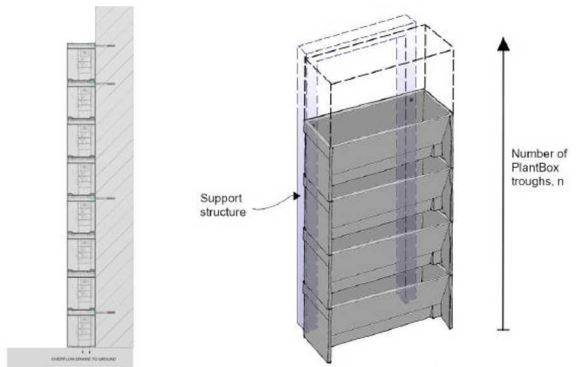 Number of
PlantBox
troughs, n
Support
structure
OVERFLOW DRAINS TO GROUND